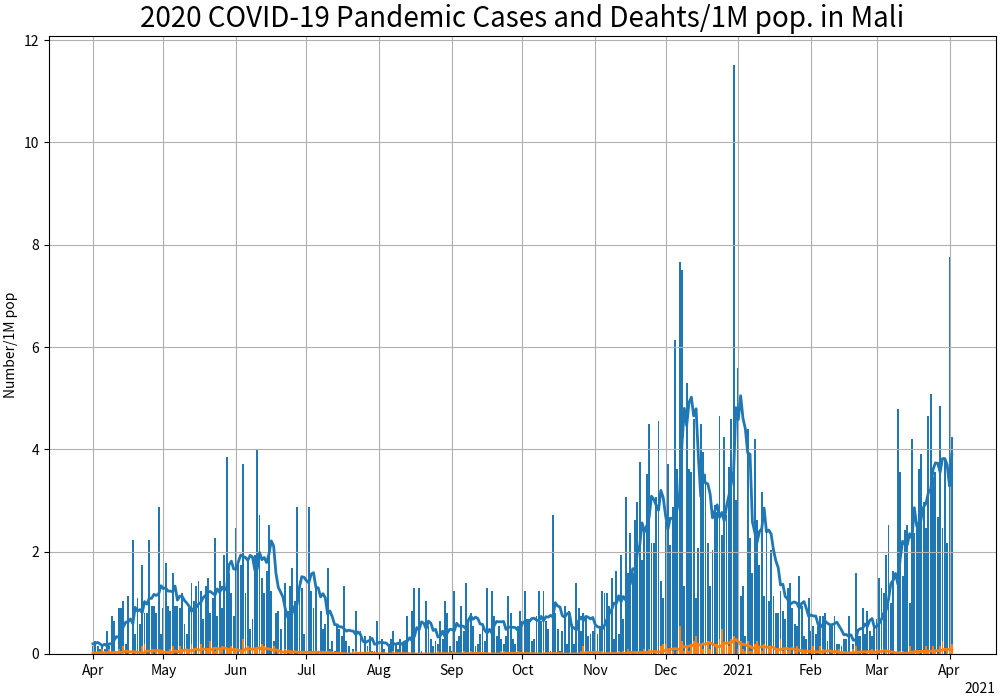 2020 COVID-19 Pandemic Cases and Deahts/1M pop. in Mali
12
10
8
6
4
2
0
Number/1M pop
Apr May Jun Jul Aug Sep Oct Nov Dec 2021 Feb Mar Apr
2021